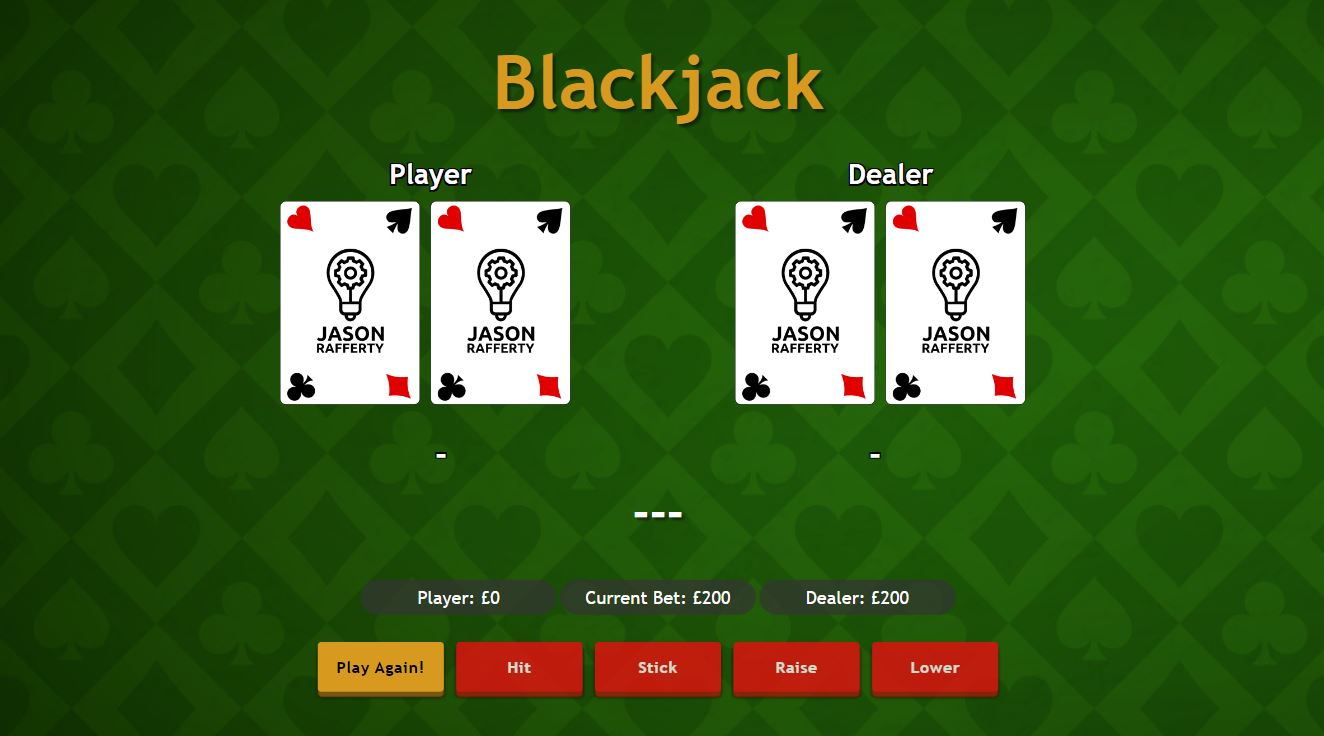 Blackjack
Player
Dealer
JASON
RAFFERTY
JASON
RAFFERTY
JASON
RAFFERTY
JASON
RAFFERTY
-
-
---
Player: £0
Current Bet: £200
Dealer: £200
Play Again!
Hit
Stick
Raise
Lower